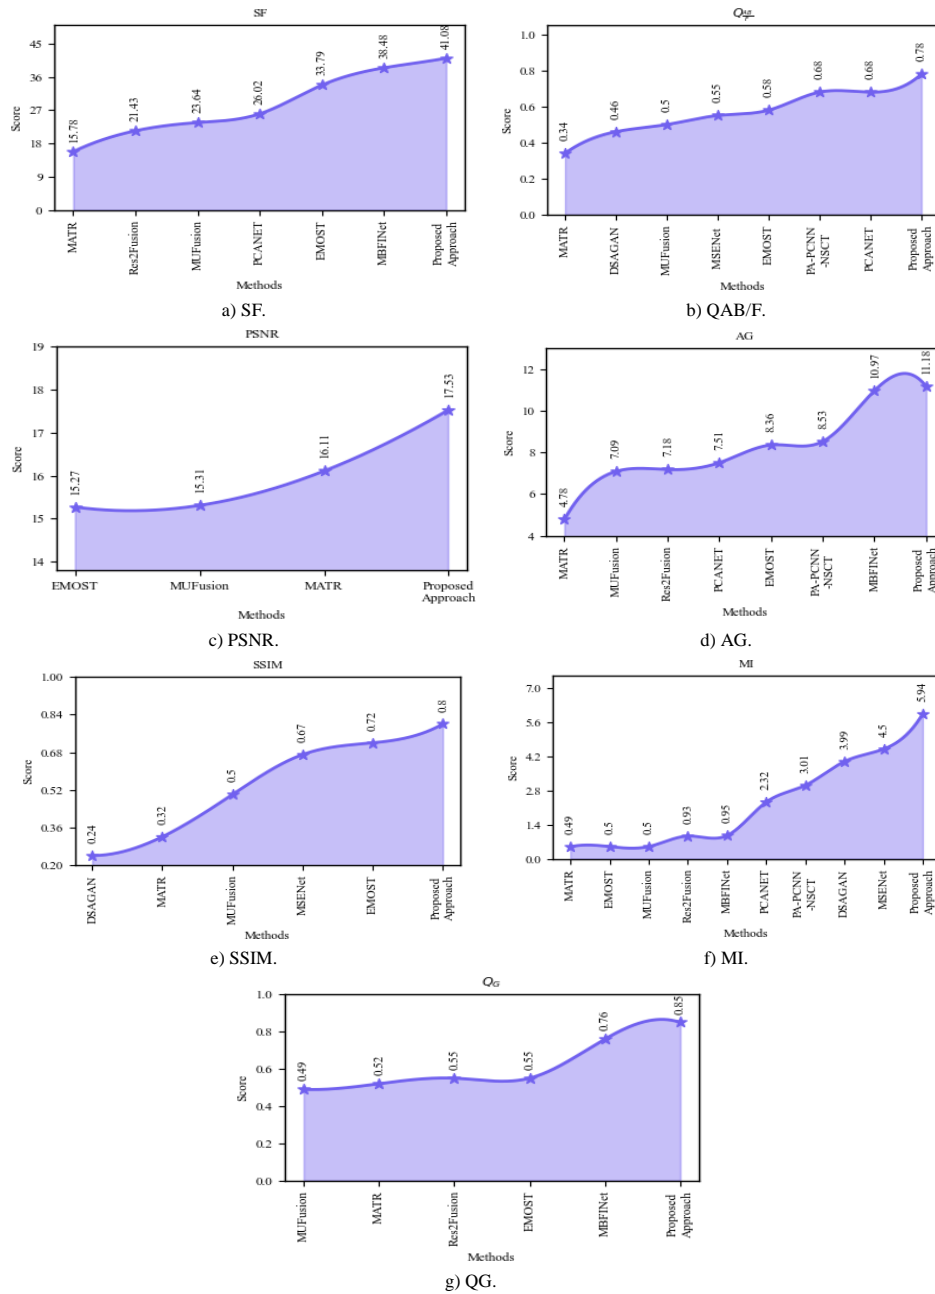 SF
Score
45
36
27
18
9
0
15.78
21.43
23.64
26.02
33.79
38.48
41.08
MATR
Res2Fusion
MUFusion
PCANET
EMOST
MBFINet
Proposed
Approach
Methods
a) SF.
Q_{AB/F}
Score
1.0
0.8
0.6
0.4
0.2
0.0
0.34
0.46
0.5
0.55
0.58
0.68
0.68
0.78
MATR
DSAGAN
MUFusion
MSENet
EMOST
PA-PCNN
-NSCT
PCANET
Proposed
Approach
Methods
b) QAB/F.
PSNR
Score
19
18
17
16
15
14
15.27
15.31
16.11
17.53
EMOST
MUFusion
MATR
Proposed
Approach
Methods
c) PSNR.
AG
Score
12
10
8
6
4
4.78
7.09
7.18
7.51
8.36
8.53
10.97
11.18
MATR
MUFusion
Res2Fusion
PCANET
EMOST
PA-PCNN
-NSCT
MBFINet
Proposed
Approach
Methods
d) AG.
SSIM
Score
1.00
0.84
0.68
0.52
0.36
0.20
0.24
0.32
0.5
0.67
0.72
0.8
DSAGAN
MATR
MUFusion
MSENet
EMOST
Proposed
Approach
Methods
e) SSIM.
MI
Score
7.0
5.6
4.2
2.8
1.4
0.0
0.49
0.5
0.5
0.93
0.95
2.32
3.01
3.99
4.5
5.94
MATR
EMOST
MUFusion
Res2Fusion
MBFINet
PCANET
PA-PCNN
-NSCT
DSAGAN
MSENet
Proposed
Approach
Methods
f) MI.
Q_G
Score
1.0
0.8
0.6
0.4
0.2
0.0
0.49
0.52
0.55
0.55
0.76
0.85
MUFusion
MATR
Res2Fusion
EMOST
MBFINet
Proposed
Approach
Methods
g) QG.